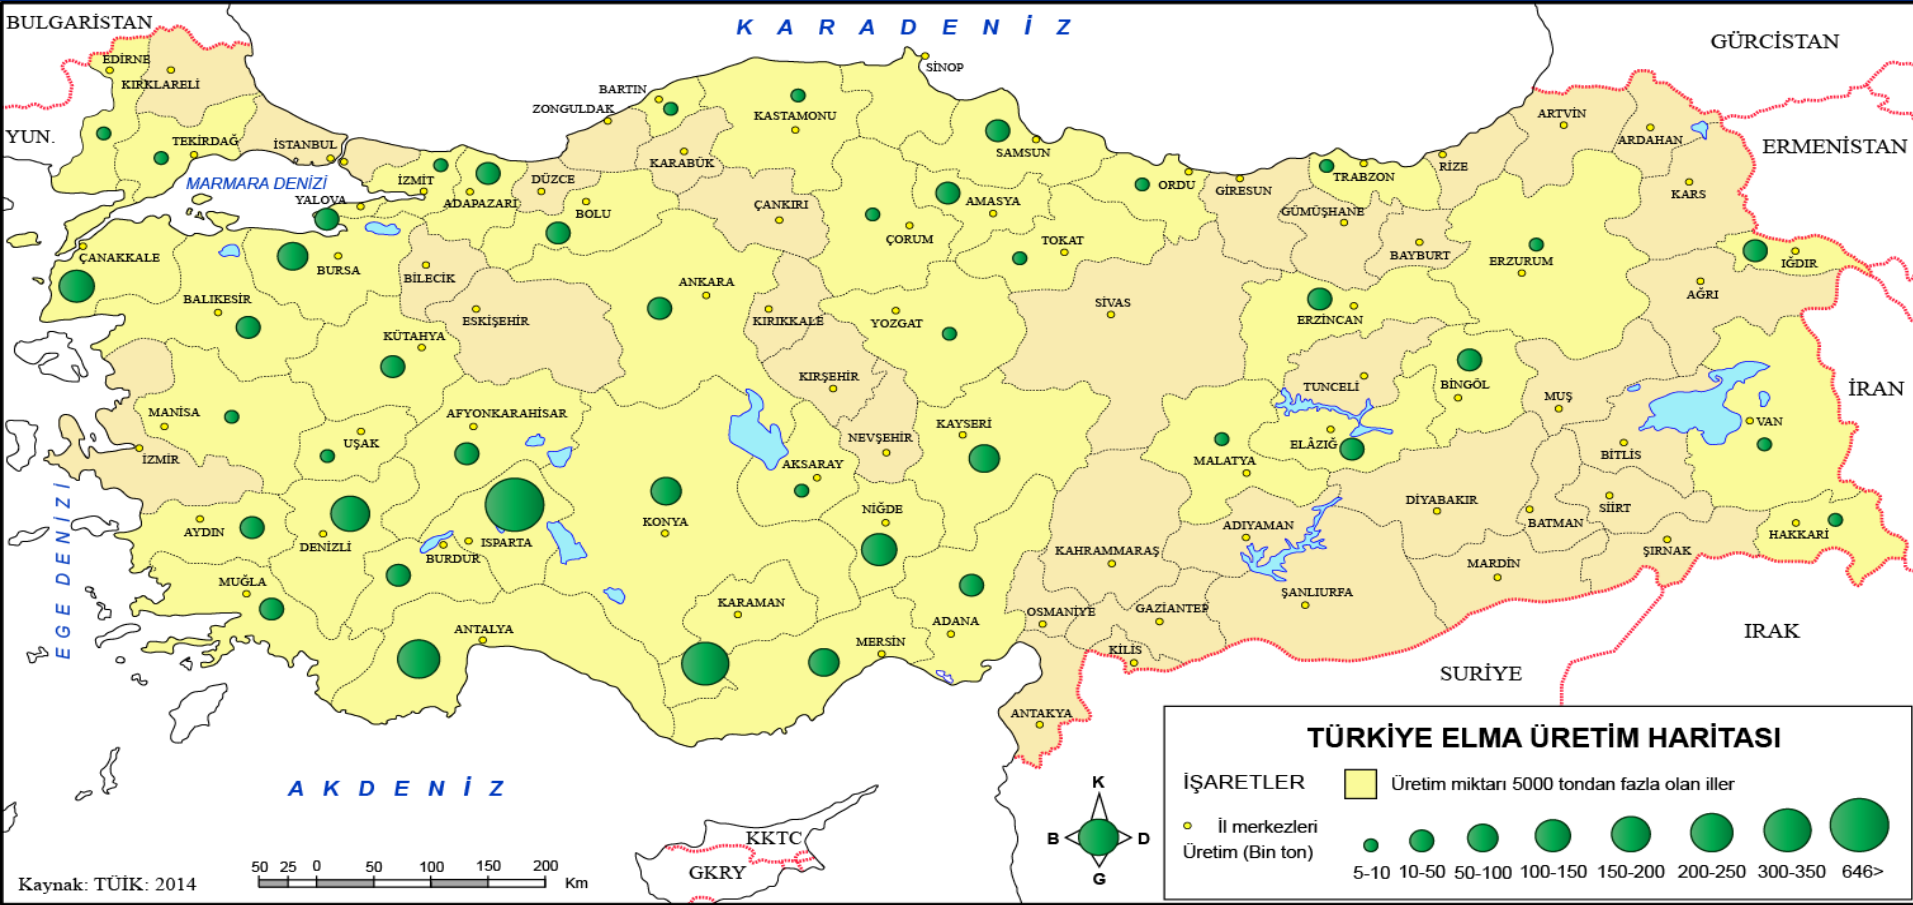 BULGARİSTAN
K A R A D E N İ Z
GÜRCİSTAN
EDİRNE
KIRKLARELİ
SİNOP
BARTIN
ZONGULDAK
KASTAMONU
ARTVİN
ARDAHAN
YUN.
TEKİRDAĞ
İSTANBUL
KARABÜK
SAMSUN
ERMENİSTAN
MARMARA DENİZİ
İZMİT
DÜZCE
ORDU
GİRESUN
TRABZON
RİZE
YALOVA
ADAPAZARI
BOLU
ÇANKIRI
AMASYA
GÜMÜŞHANE
KARS
ÇORUM
TOKAT
BAYBURT
ÇANAKKALE
BURSA
BİLECİK
ERZURUM
IĞDIR
BALIKESİR
ANKARA
SİVAS
AĞRI
ESKİŞEHİR
KIRIKKALE
YOZGAT
ERZİNCAN
KÜTAHYA
KIRŞEHİR
TUNCELİ
BİNGÖL
MUŞ
İRAN
MANİSA
AFYONKARAHİSAR
UŞAK
NEVŞEHİR
KAYSERİ
ELÂZIĞ
VAN
İZMİR
AKSARAY
MALATYA
BİTLİS
EGE DENİZİ
AYDIN
DENİZLİ
ISPARTA
BURDUR
KONYA
NİĞDE
ADIYAMAN
DİYABAKIR
BATMAN
SİİRT
HAKKARİ
KAHRAMMARAŞ
ŞIRNAK
MARDİN
MUĞLA
KARAMAN
OSMANİYE
GAZİANTEP
ŞANLIURFA
ANTALYA
MERSİN
ADANA
KİLİS
IRAK
SURİYE
ANTAKYA
A K D E N İ Z
KKTC
GKRY
K
B
D
G
TÜRKİYE ELMA ÜRETİM HARİTASI
İŞARETLER
Üretim miktarı 5000 tondan fazla olan iller
İl merkezleri
Üretim (Bin ton)
5-10 10-50 50-100 100-150 150-200 200-250 300-350 646>
50 25 0 50 100 150 200
Km
Kaynak: TÜİK: 2014